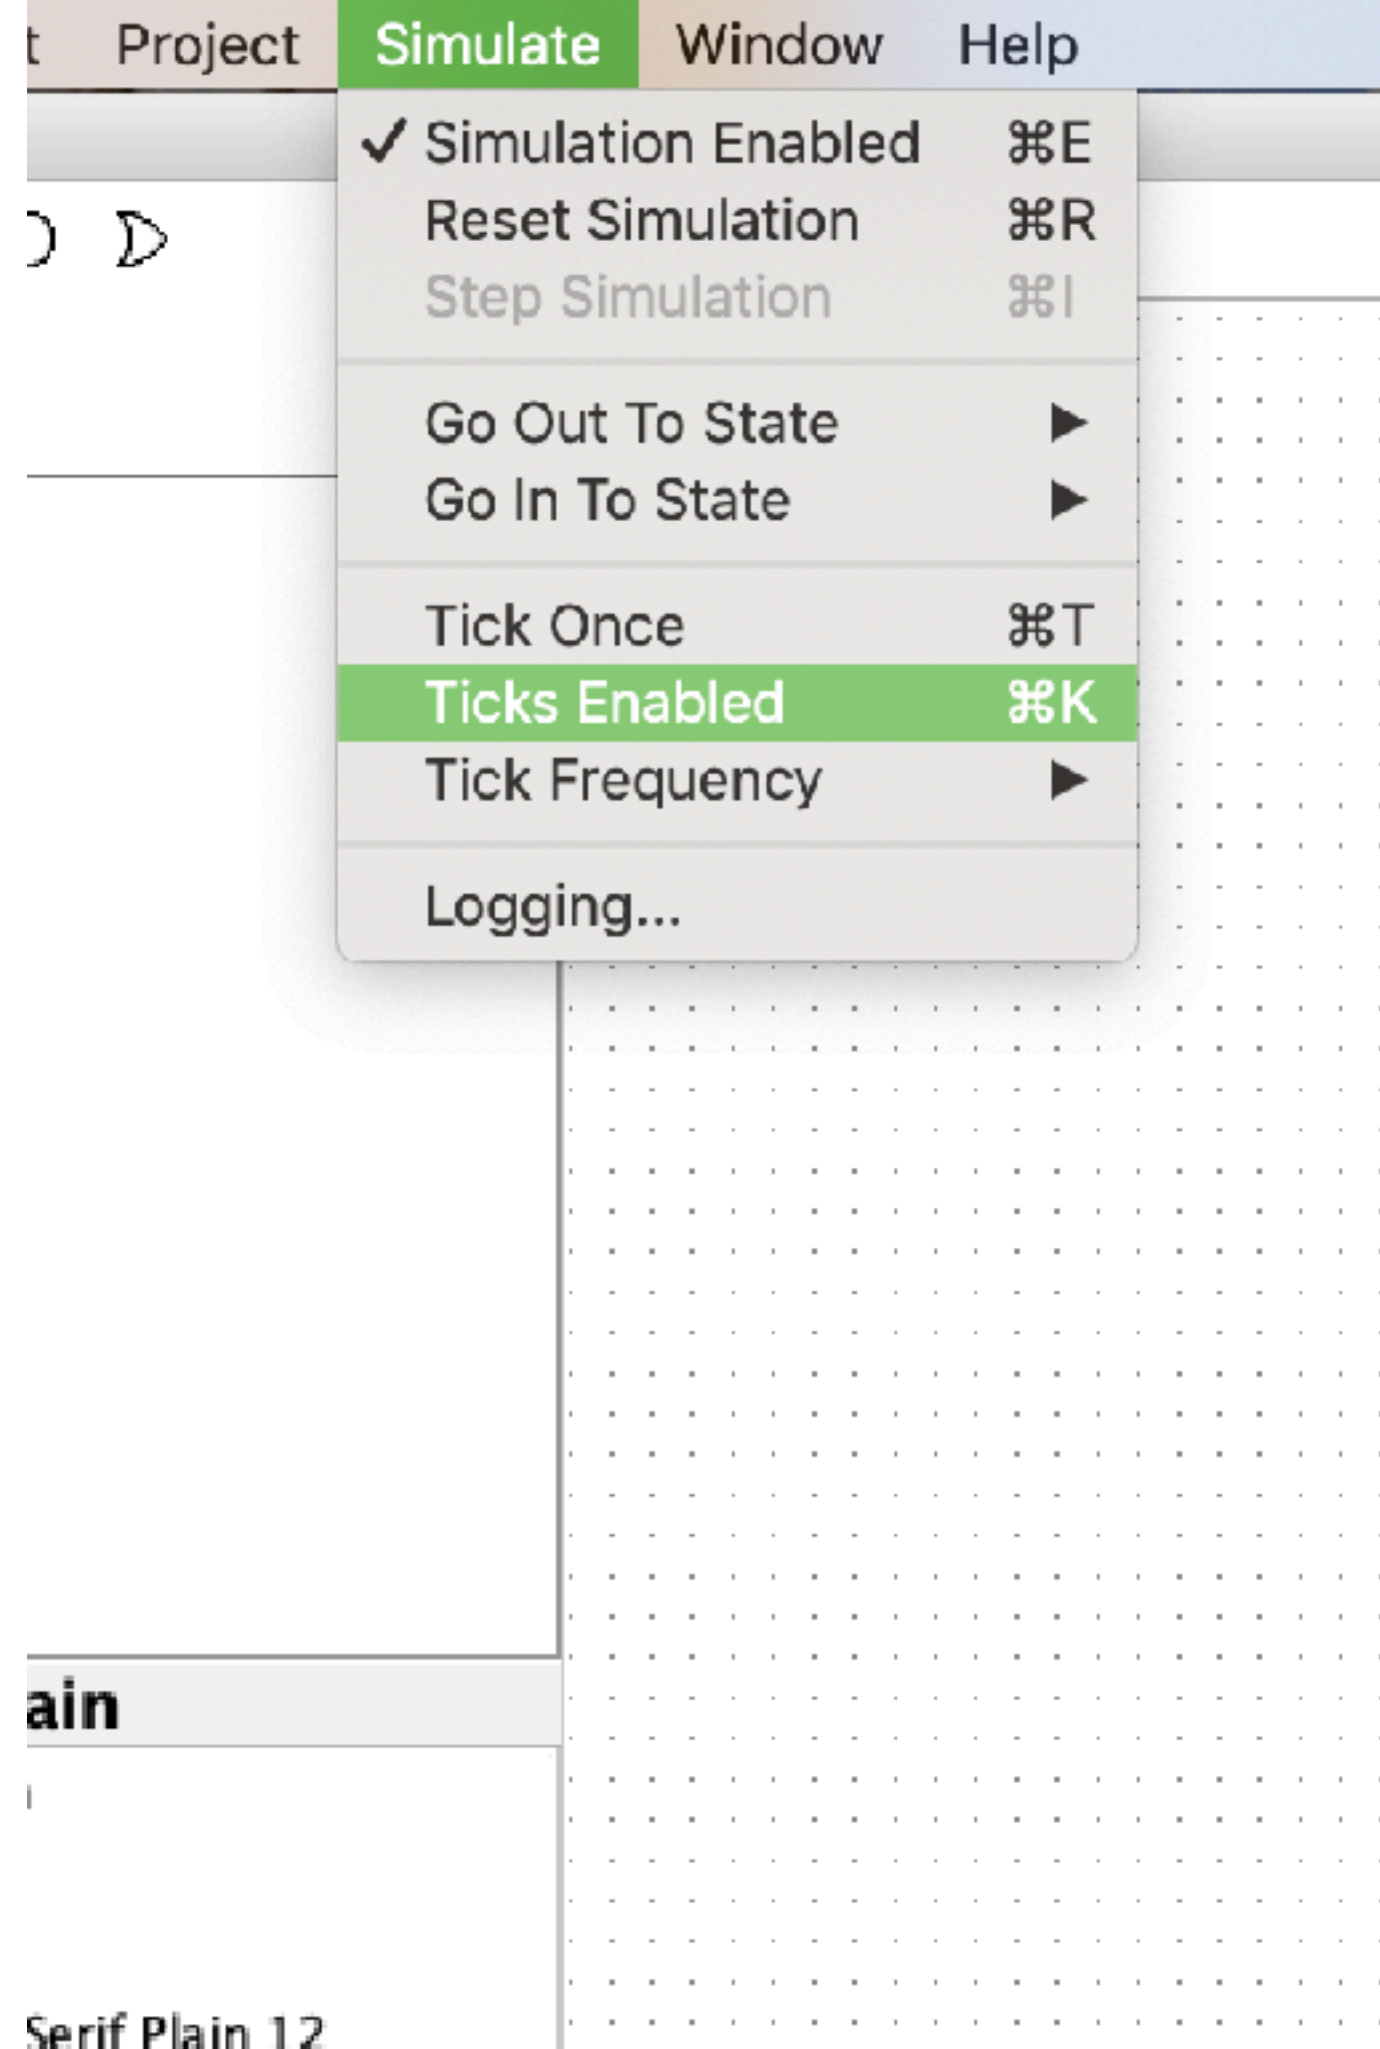 t Project Simulate Window Help
✓ Simulation Enabled ⌘E
Reset Simulation ⌘R
Step Simulation ⌘I
Go Out To State ▶
Go In To State ▶
Tick Once ⌘T
Ticks Enabled ⌘K
Tick Frequency ▶
Logging...
ain
Serif Plain 12